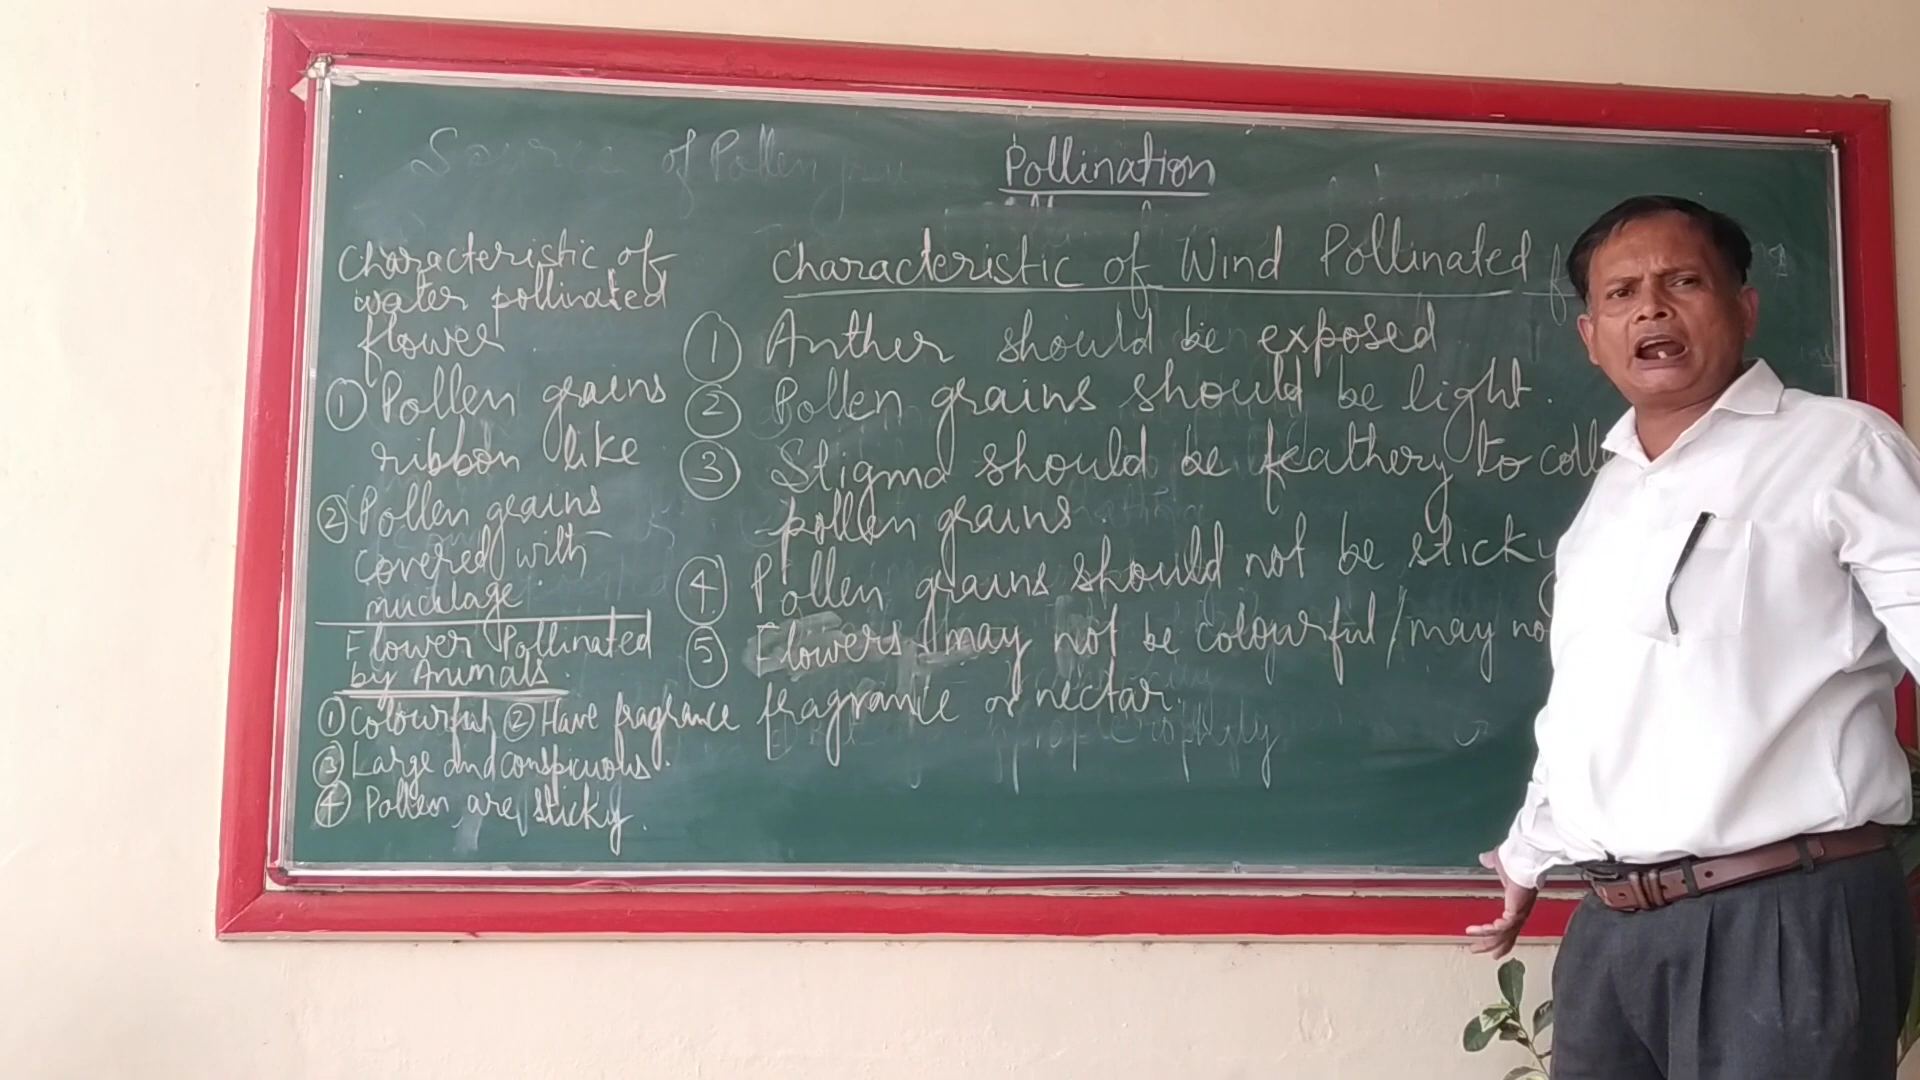 Source of Pollen
Pollination
Characteristic of
water pollinated
flower
① Pollen grains
ribbon like
② Pollen grains
covered with
mucilage
Flower Pollinated
by Animals.
① Colourful ② Have fragrance
③ Large and conspicuous.
④ Pollen are sticky.
Characteristic of Wind Pollinated
① Anther should be exposed
② Pollen grains should be light.
③ Stigma should be feathery to coll
pollen grains
④ Pollen grains should not be sticky
⑤ Flowers may not be colourful / may no
fragrance or nectar.